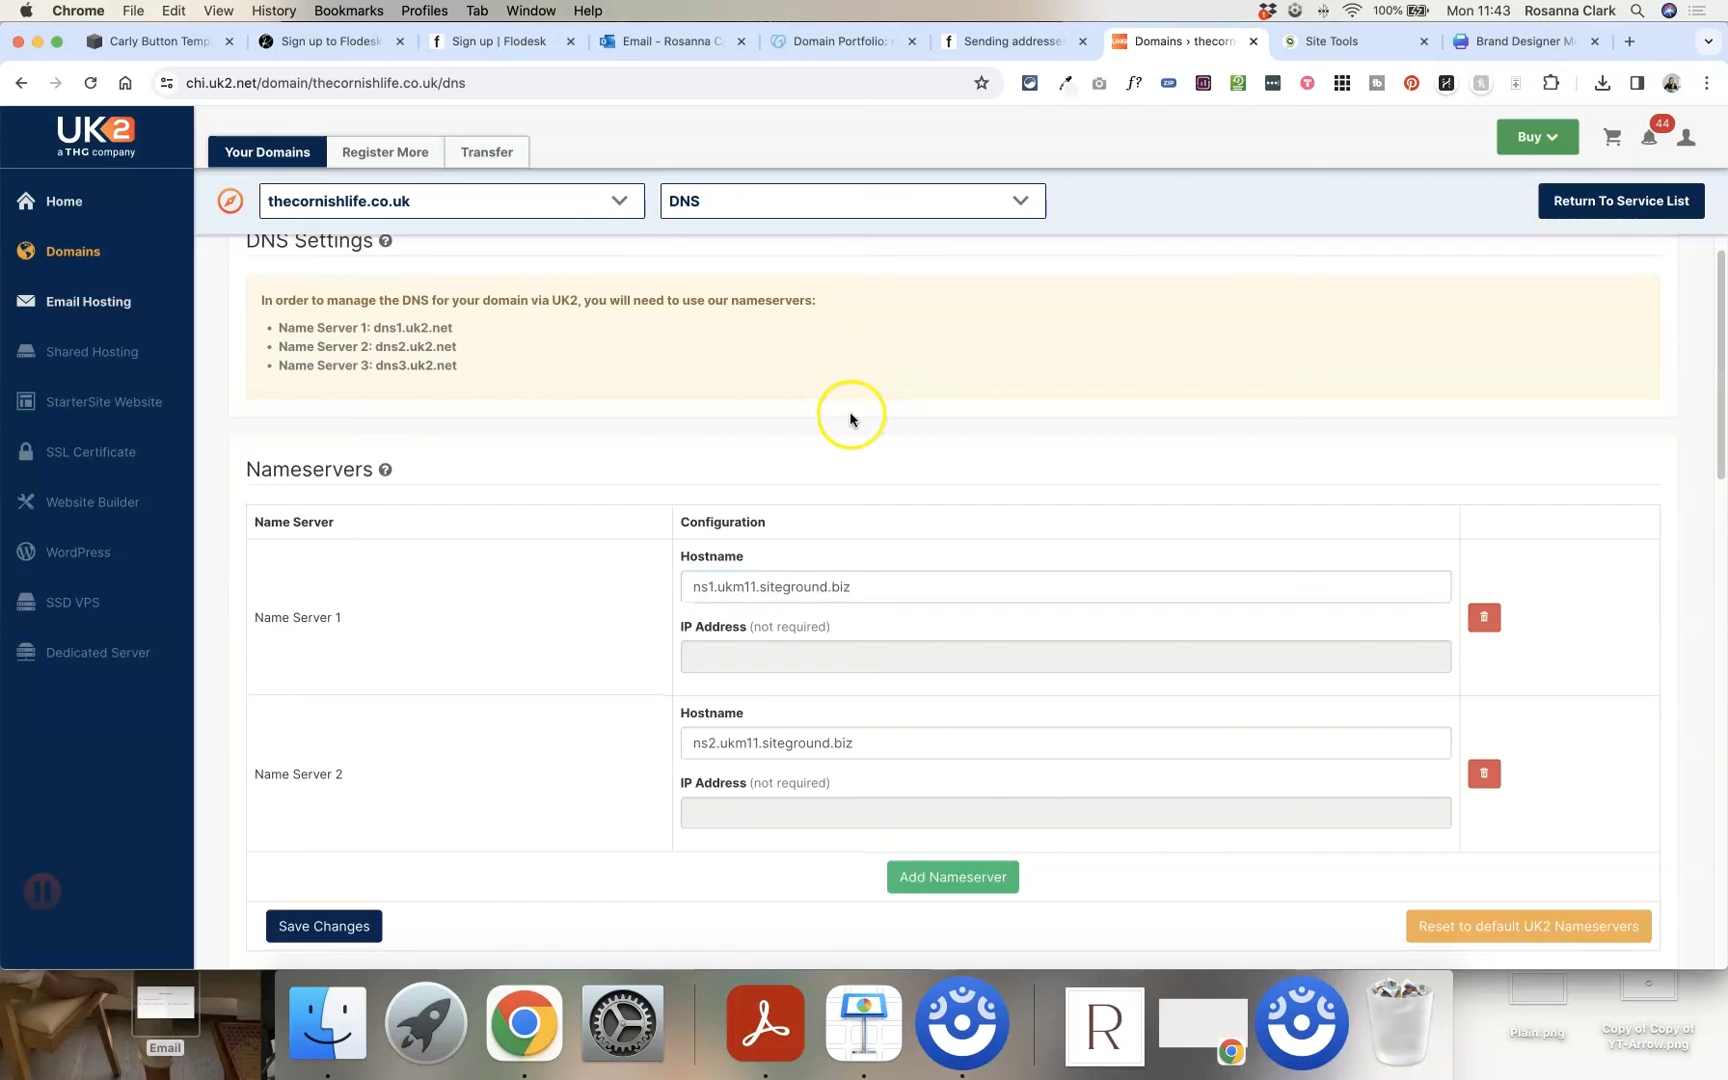 Chrome File Edit View History Bookmarks Profiles Tab Window Help 100% Mon 11:43 Rosanna Clark
Carly Button Temp Sign up to Flodesk Sign up | Flodesk Email - Rosanna C Domain Portfolio: Sending addresse Domains › thecorn Site Tools Brand Designer Mo
chi.uk2.net/domain/thecornishlife.co.uk/dns
UK2
a THG company
Your Domains Register More Transfer Buy 44
thecornishlife.co.uk DNS Return To Service List
Home
Domains
Email Hosting
Shared Hosting
StarterSite Website
SSL Certificate
Website Builder
WordPress
SSD VPS
Dedicated Server
DNS Settings
In order to manage the DNS for your domain via UK2, you will need to use our nameservers:
• Name Server 1: dns1.uk2.net
• Name Server 2: dns2.uk2.net
• Name Server 3: dns3.uk2.net
Nameservers
Name Server Configuration
Hostname
ns1.ukm11.siteground.biz
Name Server 1
IP Address (not required)
Hostname
ns2.ukm11.siteground.biz
Name Server 2
IP Address (not required)
Add Nameserver
Save Changes Reset to default UK2 Nameservers
R
Email
Plain.png
Copy of Copy of
YT-Arrow.png